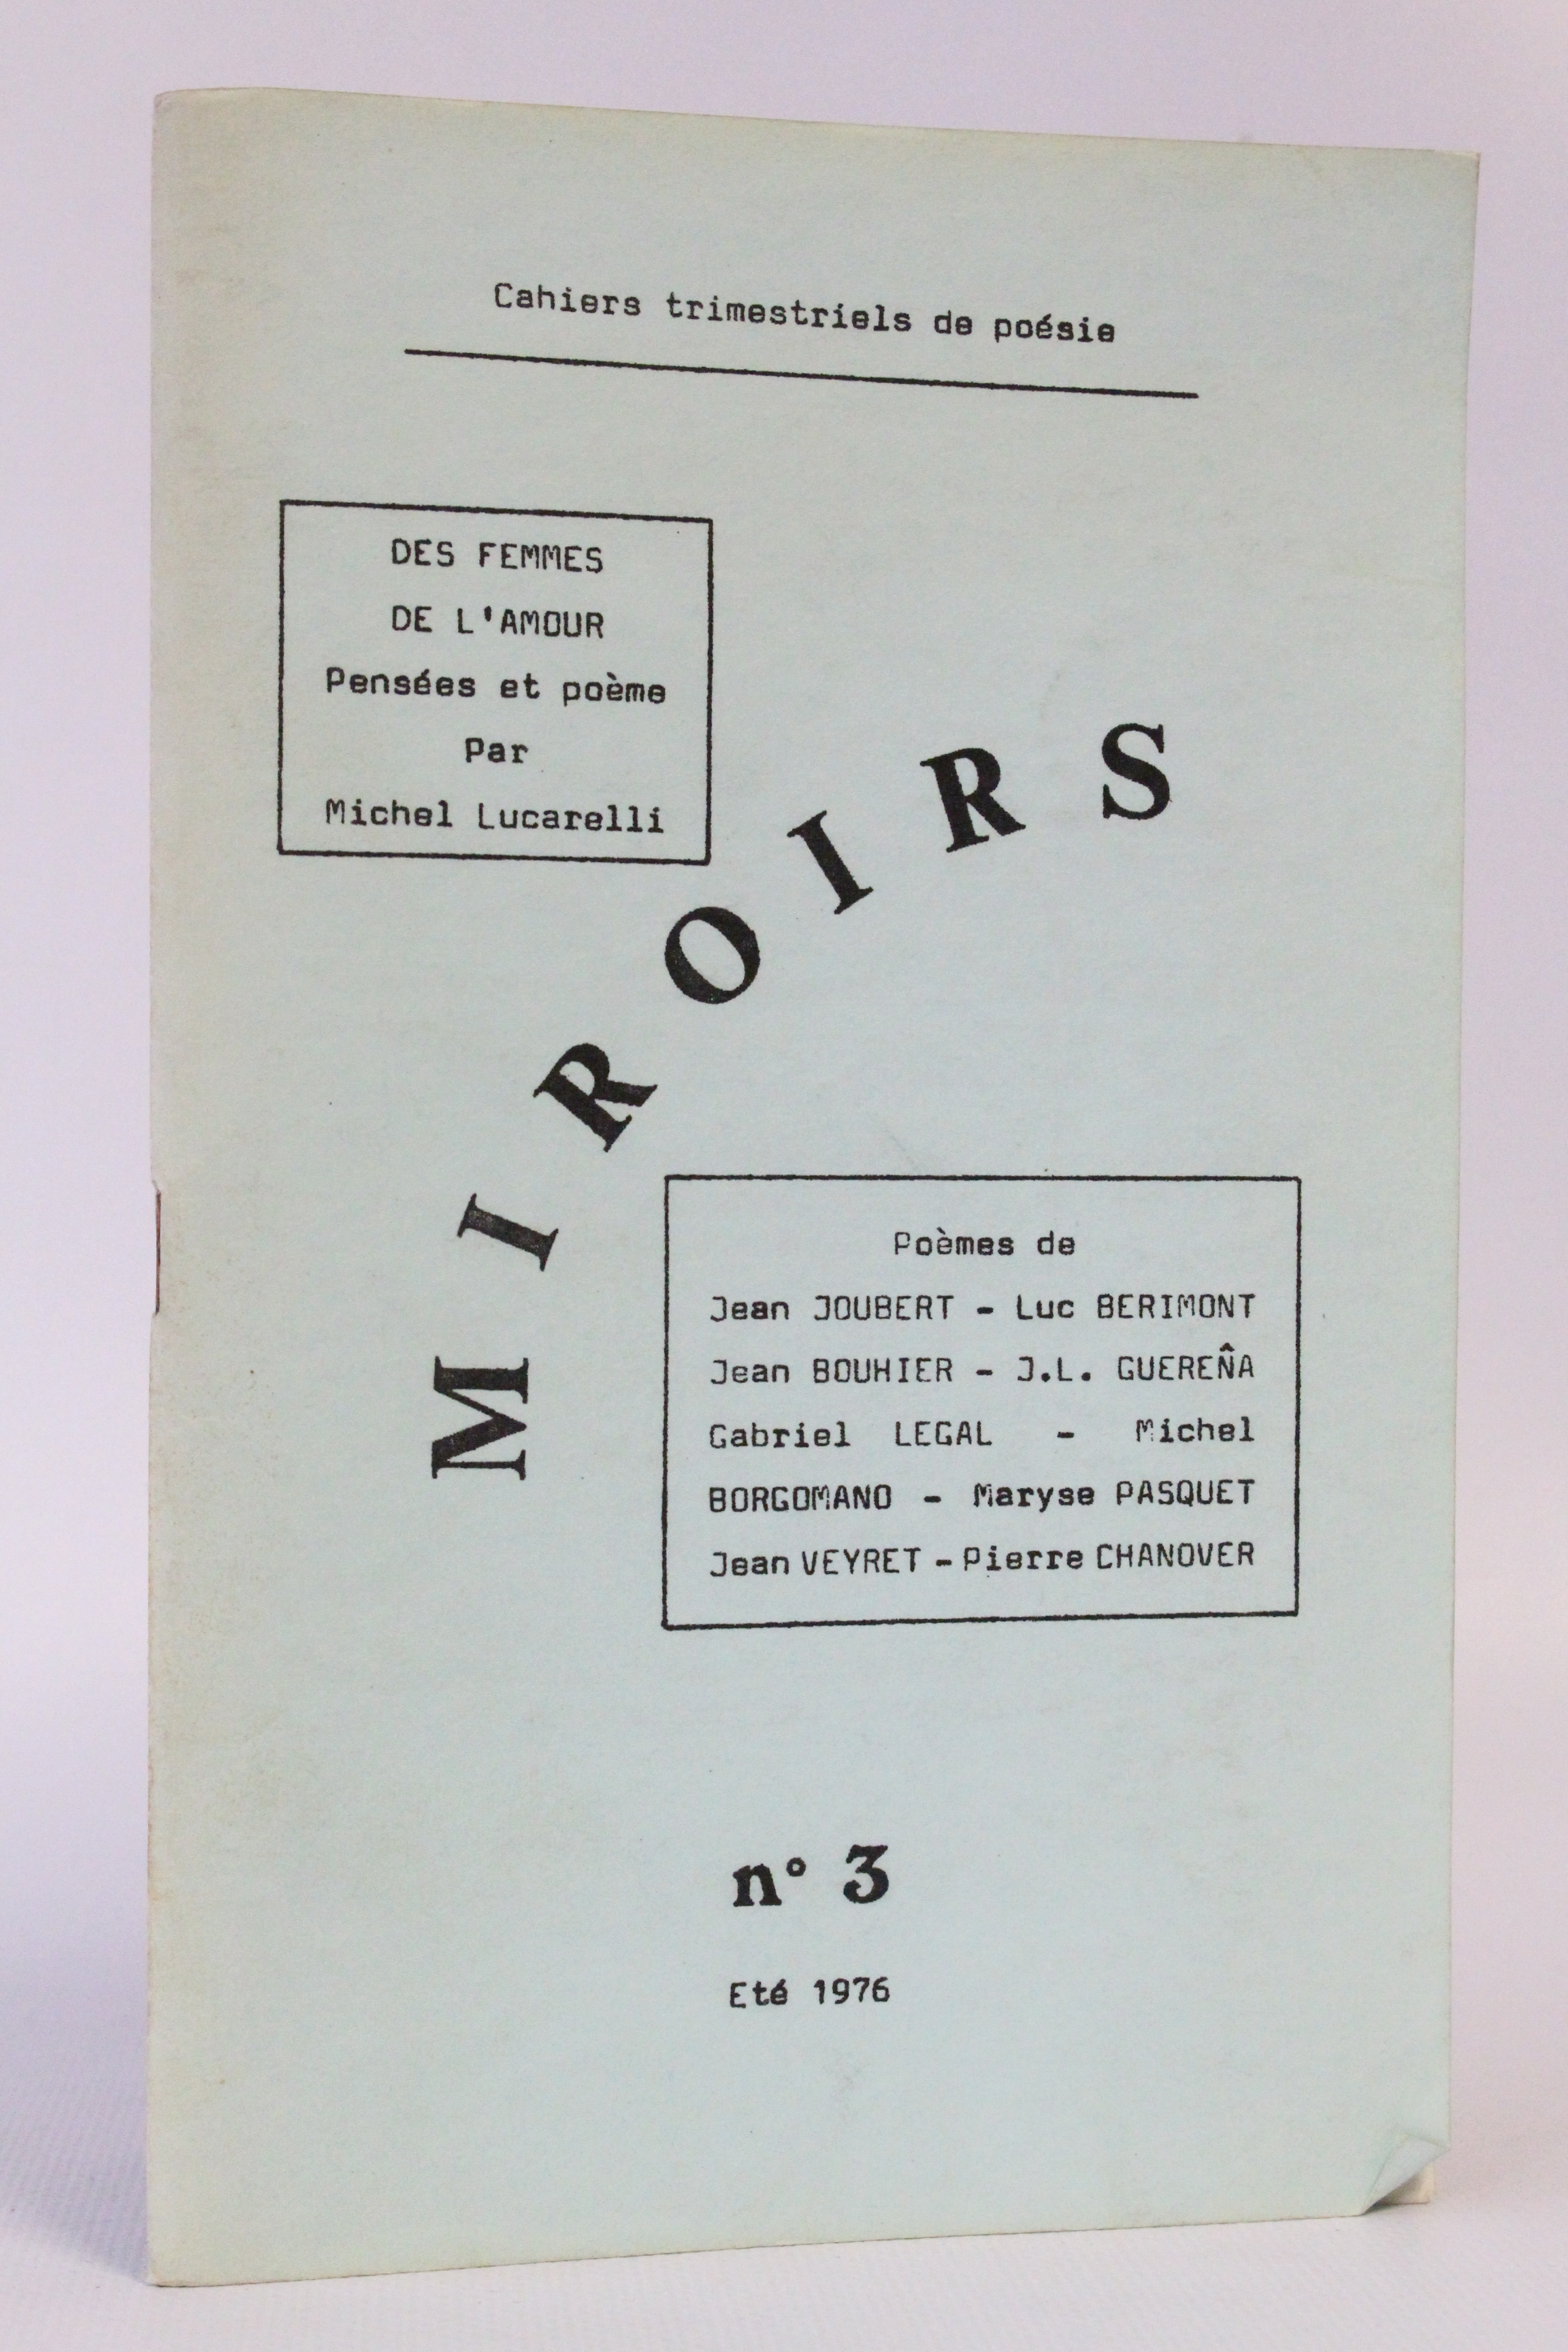 Cahiers trimestriels de poésie
DES FEMMES
DE L'AMOUR
Pensées et poème
Par
Michel Lucarelli
MIROIRS
Poèmes de
Jean JOUBERT - Luc BERIMONT
Jean BOUHIER - J.L. GUEREÑA
Gabriel LEGAL - Michel
BORGOMANO - Maryse PASQUET
Jean VEYRET - Pierre CHANOVER
n° 3
Eté 1976